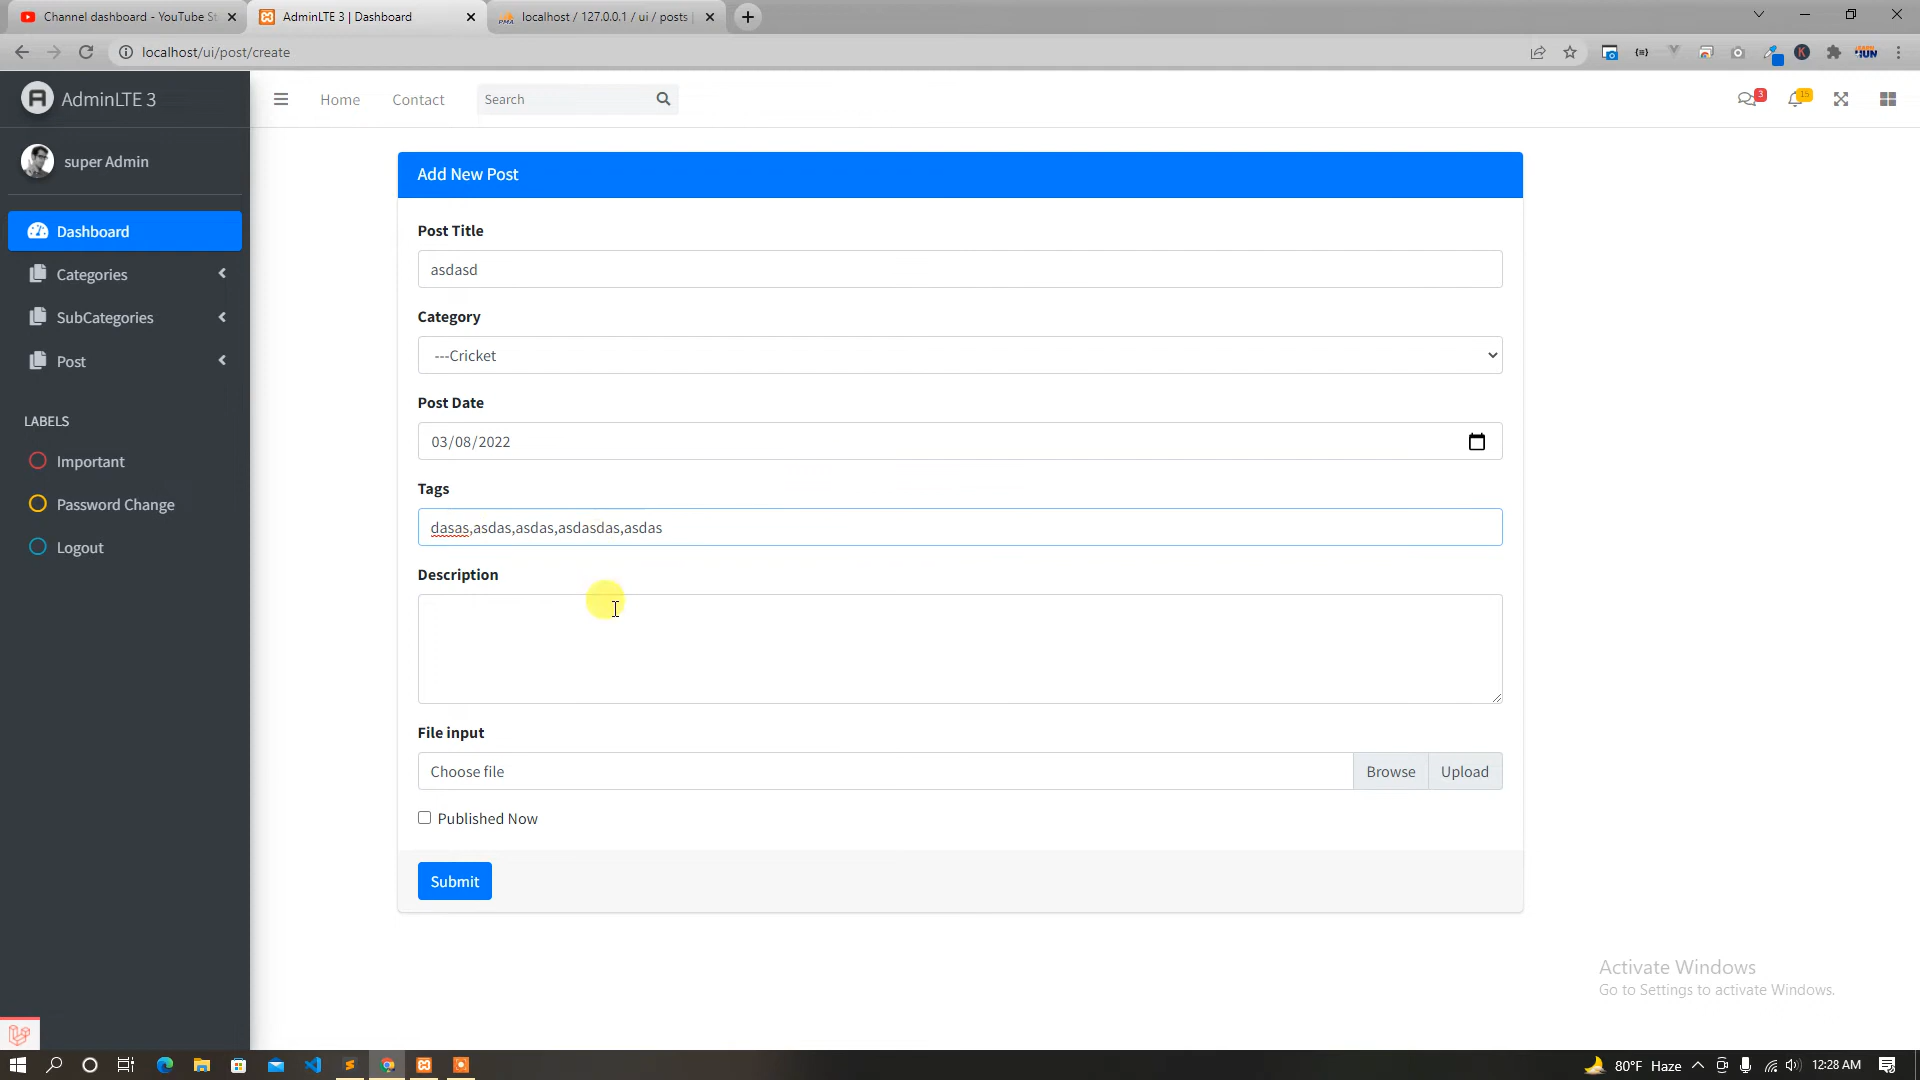 Channel dashboard - YouTube St
AdminLTE 3 | Dashboard
localhost / 127.0.0.1 / ui / posts
localhost/ui/post/create
AdminLTE 3
Home
Contact
Search
3
15
super Admin
Dashboard
Categories
SubCategories
Post
LABELS
Important
Password Change
Logout
Add New Post
Post Title
asdasd
Category
---Cricket
Post Date
03/08/2022
Tags
dasas,asdas,asdas,asdasdas,asdas
Description
File input
Choose file
Browse
Upload
Published Now
Submit
Activate Windows
Go to Settings to activate Windows.
80°F Haze
12:28 AM